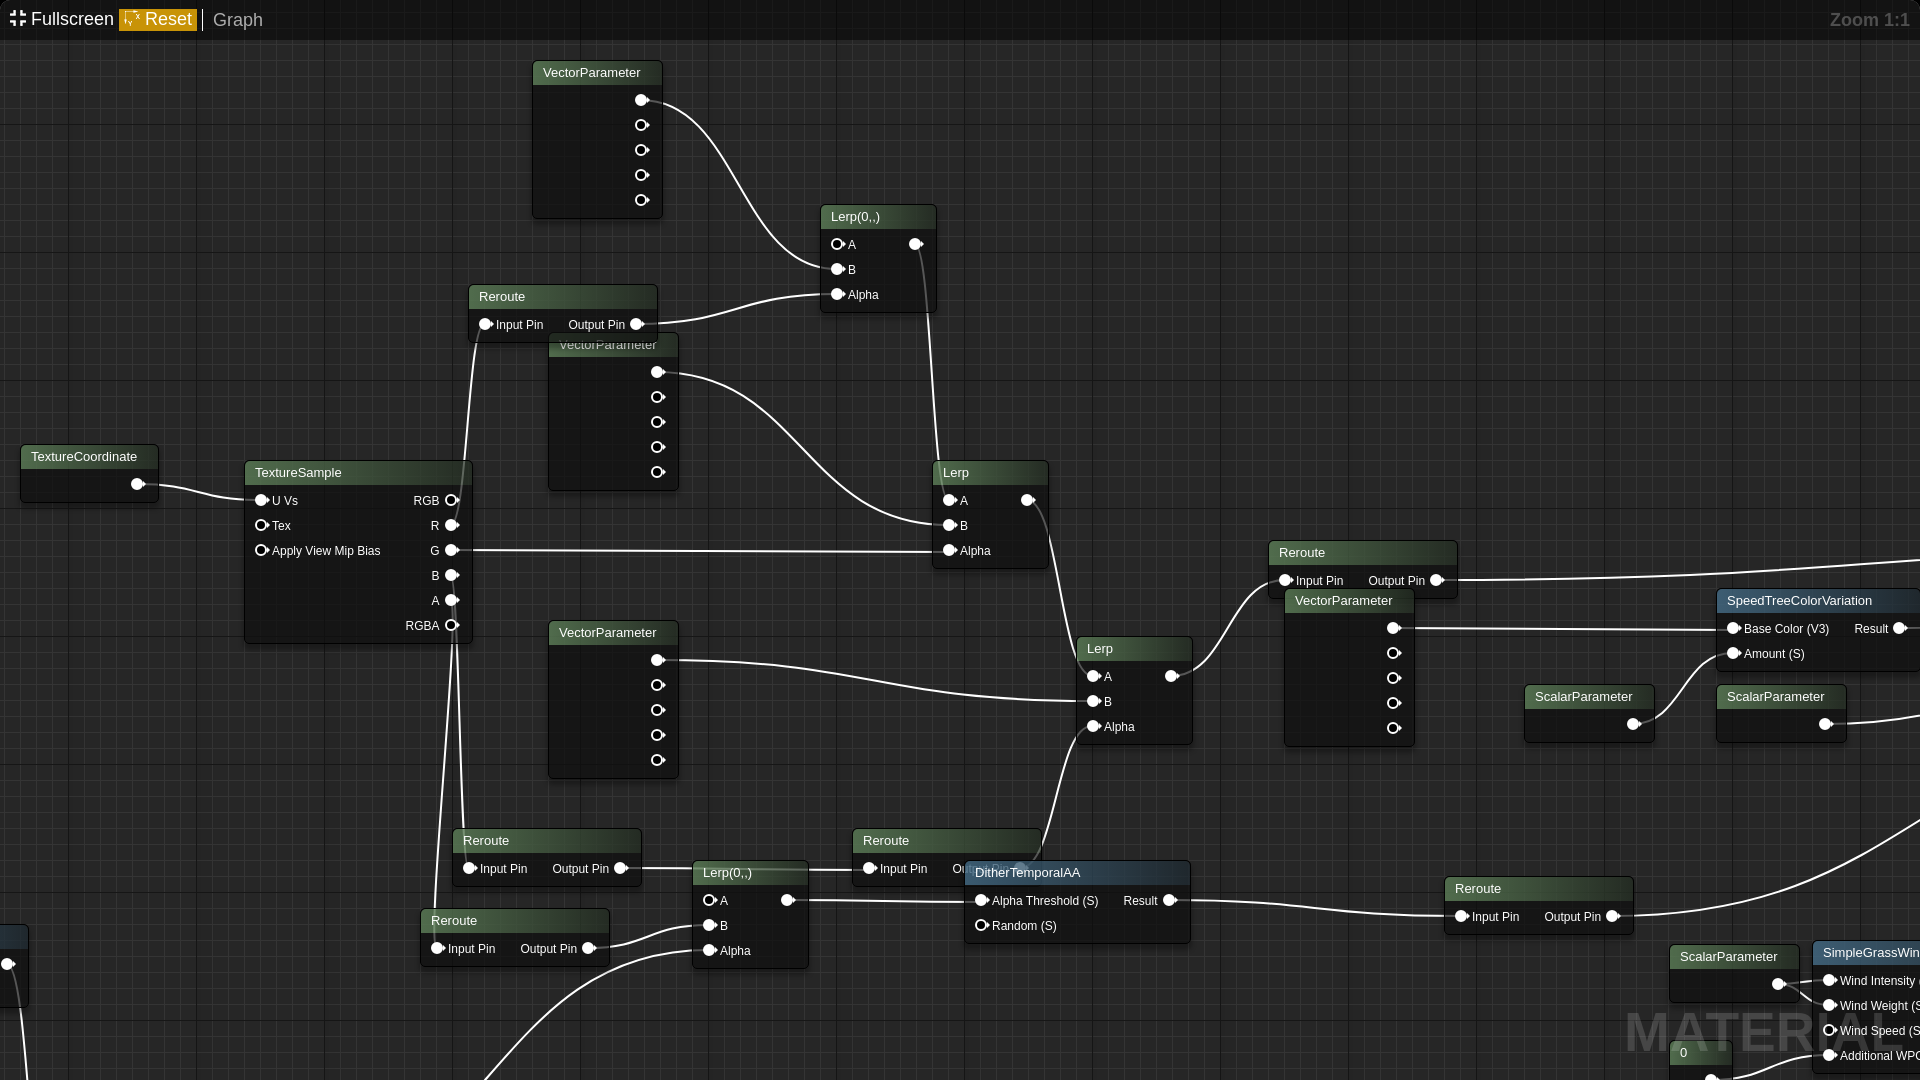 Fullscreen Reset Graph
Zoom 1:1
VectorParameter
Lerp(0,,)
A
B
Alpha
Reroute
Input Pin Output Pin
VectorParameter
TextureCoordinate
TextureSample
U Vs RGB
Tex R
Apply View Mip Bias G
B
A
RGBA
Lerp
A
B
Alpha
VectorParameter
Lerp
A
B
Alpha
Reroute
Input Pin Output Pin
VectorParameter
SpeedTreeColorVariation
Base Color (V3) Result
Amount (S)
ScalarParameter
ScalarParameter
Reroute
Input Pin Output Pin
Reroute
Input Pin Output Pin
Lerp(0,,)
A
B
Alpha
Reroute
Input Pin Output Pin
DitherTemporalAA
Alpha Threshold (S) Result
Random (S)
Reroute
Input Pin Output Pin
ScalarParameter
SimpleGrassWin
Wind Intensity (
Wind Weight (S
Wind Speed (S
Additional WPO
0
MATERIAL